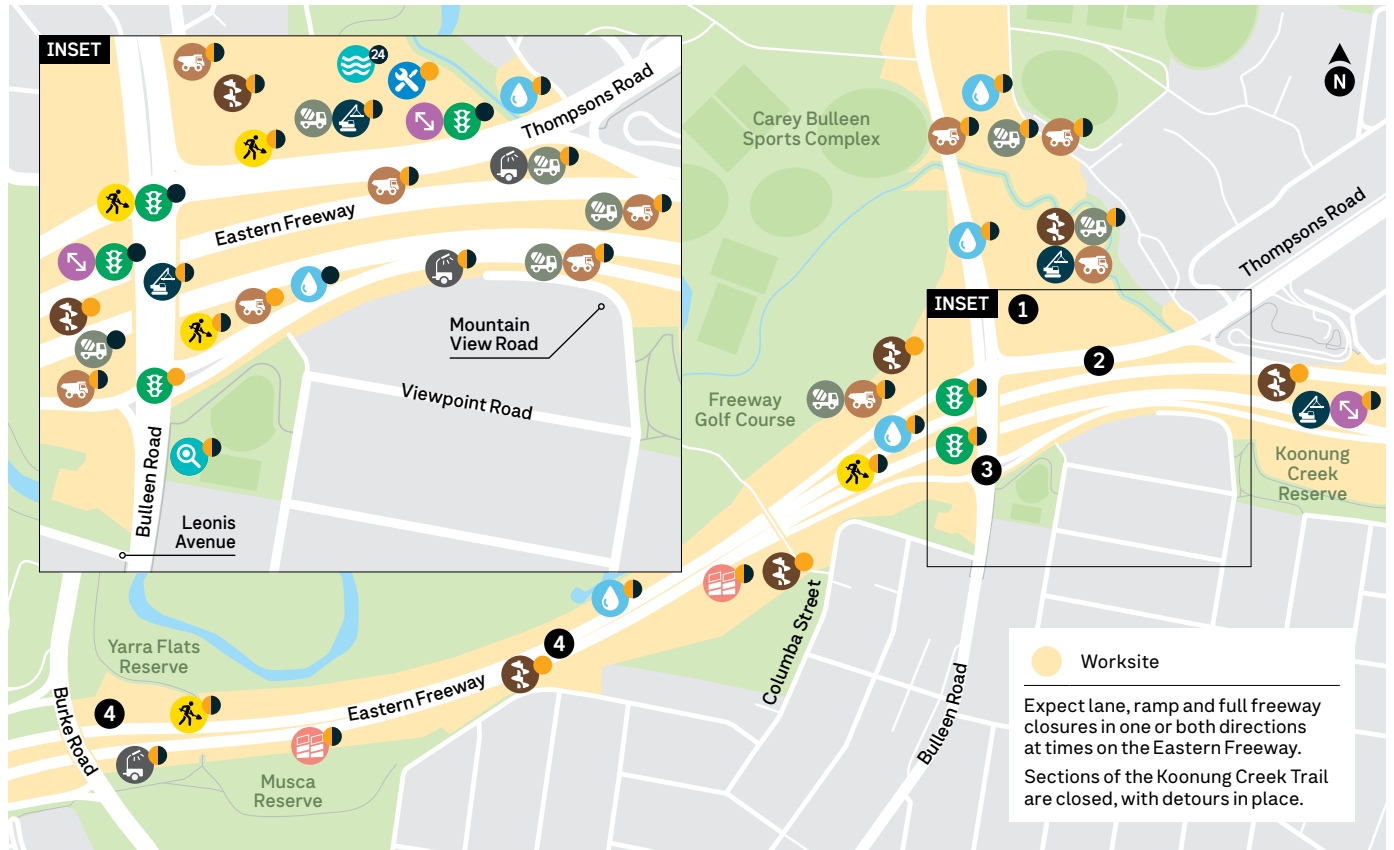 INSET
24
Thompsons Road
Eastern Freeway
Mountain
View Road
Viewpoint Road
Bulleen Road
Leonis
Avenue
N
Carey Bulleen
Sports Complex
Thompsons Road
INSET
1
2
3
Freeway
Golf Course
Koonung
Creek
Reserve
Yarra Flats
Reserve
4
4
Eastern Freeway
Burke Road
Musca
Reserve
Columba Street
Bulleen Road
Worksite
Expect lane, ramp and full freeway
closures in one or both directions
at times on the Eastern Freeway.
Sections of the Koonung Creek Trail
are closed, with detours in place.